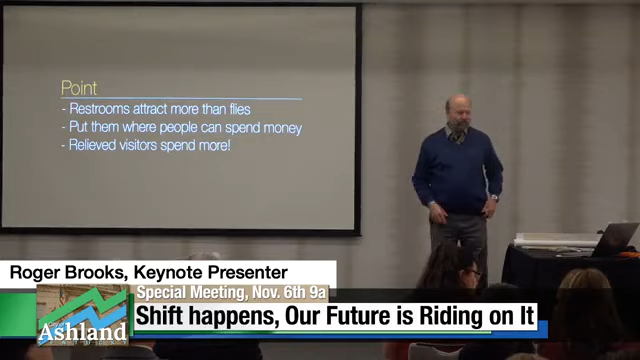 Point
- Restrooms attract more than flies
- Put them where people can spend money
- Relieved visitors spend more!
Roger Brooks, Keynote Presenter
Special Meeting, Nov. 6th 9a
Shift happens, Our Future is Riding on It
Ashland